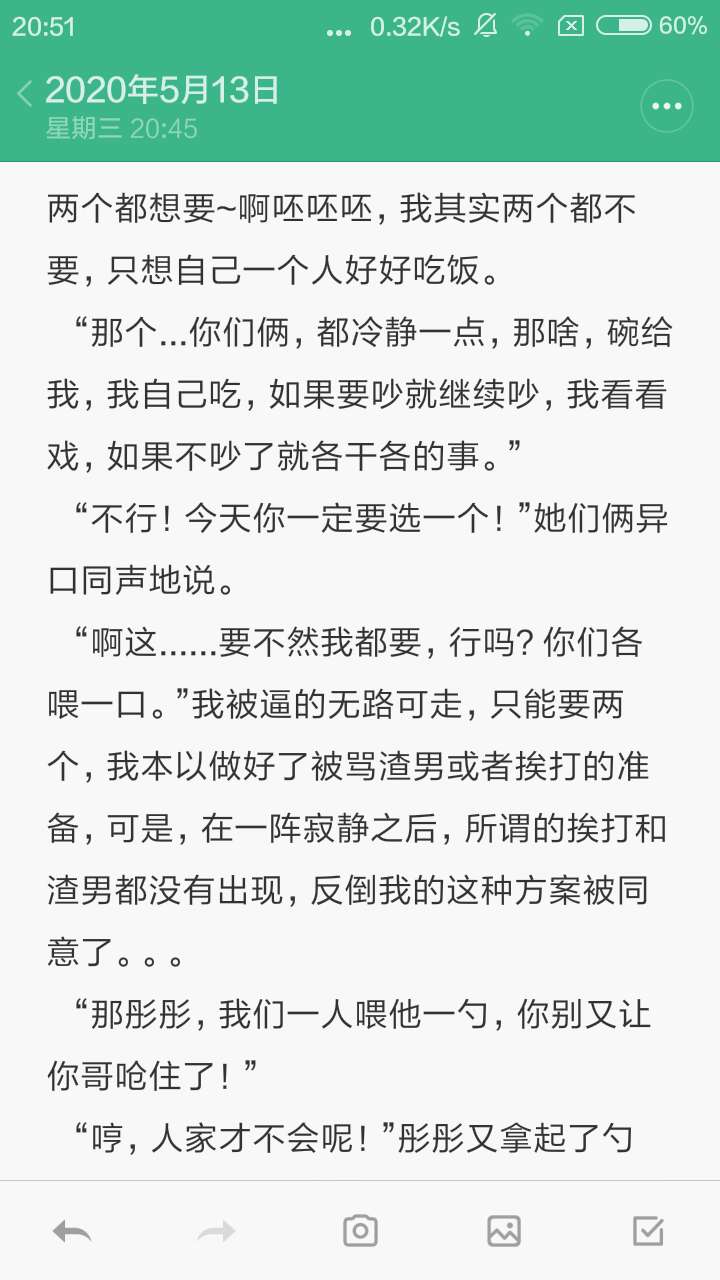 20:51
... 0.32K/s 60%
2020年5月13日
星期三 20:45
两个都想要~啊呸呸呸，我其实两个都不
要，只想自己一个人好好吃饭。
“那个...你们俩，都冷静一点，那啥，碗给
我，我自己吃，如果要吵就继续吵，我看看
戏，如果不吵了就各干各的事。”
“不行！今天你一定要选一个！”她们俩异
口同声地说。
“啊这......要不然我都要，行吗？你们各
喂一口。”我被逼的无路可走，只能要两
个，我本以做好了被骂渣男或者挨打的准
备，可是，在一阵寂静之后，所谓的挨打和
渣男都没有出现，反倒我的这种方案被同
意了。。。
“那彤彤，我们一人喂他一勺，你别又让
你哥呛住了！”
“哼，人家才不会呢！”彤彤又拿起了勺